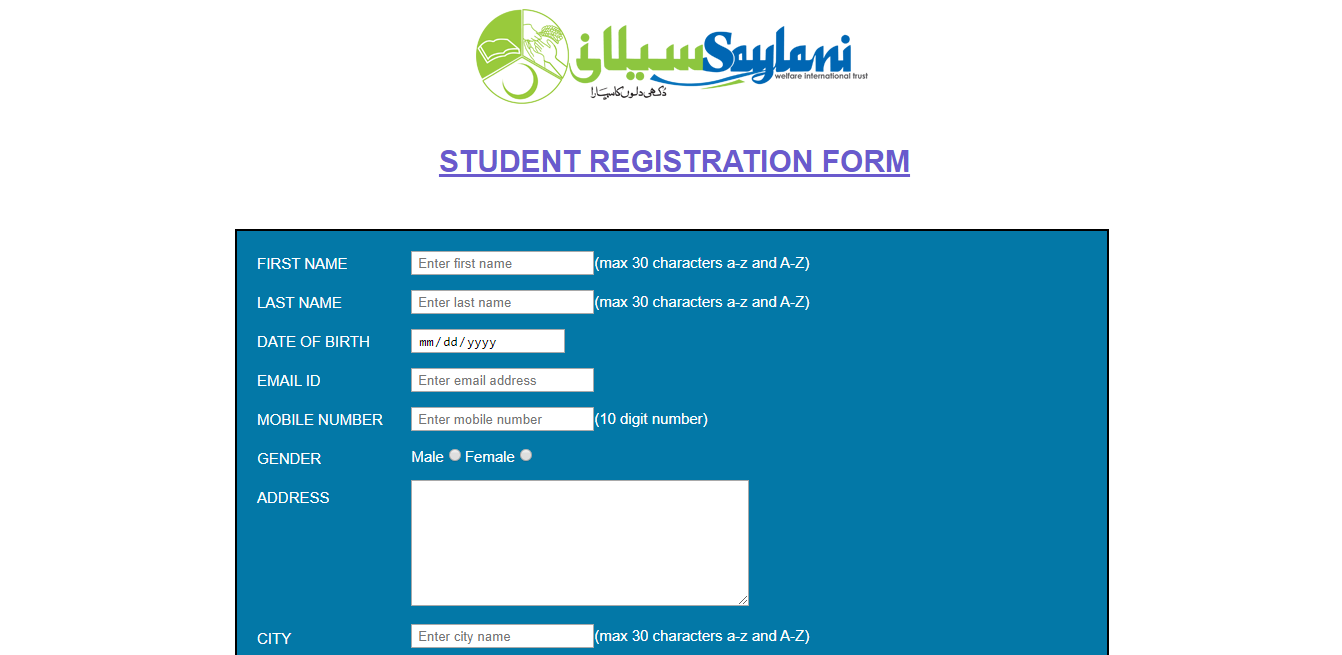 سیلانی Saylani
welfare international trust
دُکھی دلوں کا سہارا
STUDENT REGISTRATION FORM
FIRST NAME Enter first name (max 30 characters a-z and A-Z)
LAST NAME Enter last name (max 30 characters a-z and A-Z)
DATE OF BIRTH mm/dd/yyyy
EMAIL ID Enter email address
MOBILE NUMBER Enter mobile number (10 digit number)
GENDER Male Female
ADDRESS
CITY Enter city name (max 30 characters a-z and A-Z)